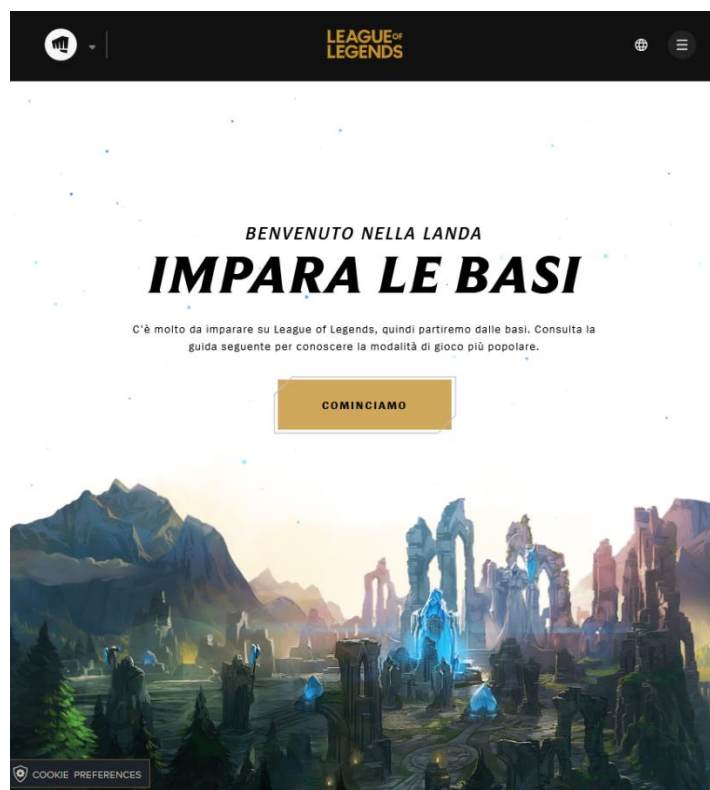 LEAGUE OF
LEGENDS
BENVENUTO NELLA LANDA
IMPARA LE BASI
C'è molto da imparare su League of Legends, quindi partiremo dalle basi. Consulta la
guida seguente per conoscere la modalità di gioco più popolare.
COMINCIAMO
COOKIE PREFERENCES